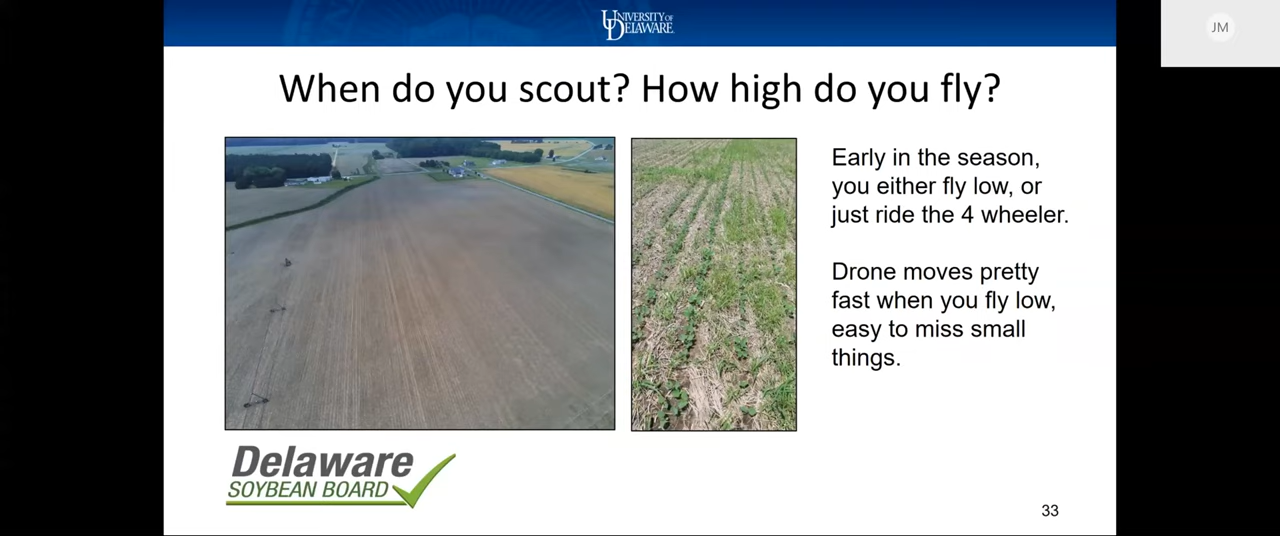 UNIVERSITY OF
DELAWARE
JM
When do you scout? How high do you fly?
Early in the season,
you either fly low, or
just ride the 4 wheeler.
Drone moves pretty
fast when you fly low,
easy to miss small
things.
Delaware
SOYBEAN BOARD
33